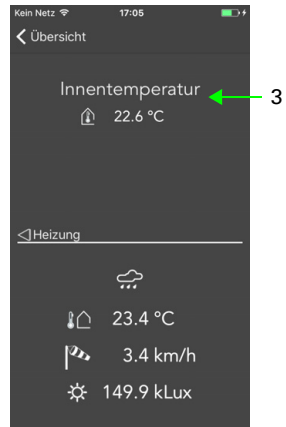 Kein Netz 17:05
Übersicht
Innentemperatur
3
22.6 °C
Heizung
23.4 °C
3.4 km/h
149.9 kLux